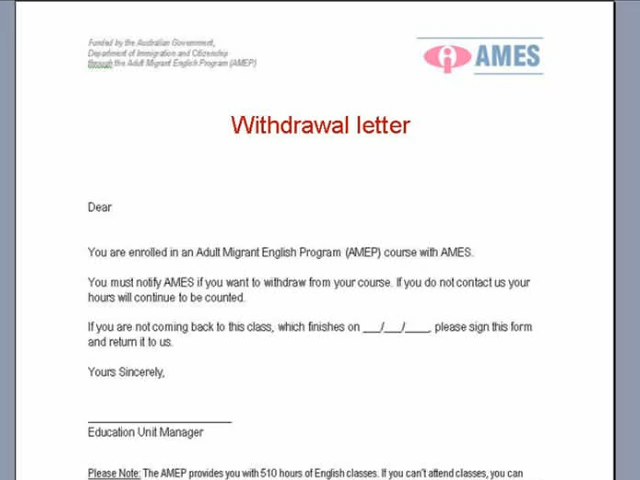 Funded by the Australian Government,
Department of Immigration and Citizenship
through the Adult Migrant English Program (AMEP)
AMES
Withdrawal letter
Dear
You are enrolled in an Adult Migrant English Program (AMEP) course with AMES.
You must notify AMES if you want to withdraw from your course. If you do not contact us your
hours will continue to be counted.
If you are not coming back to this class, which finishes on ___/___/____, please sign this form
and return it to us.
Yours Sincerely,
Education Unit Manager
Please Note: The AMEP provides you with 510 hours of English classes. If you can't attend classes, you can